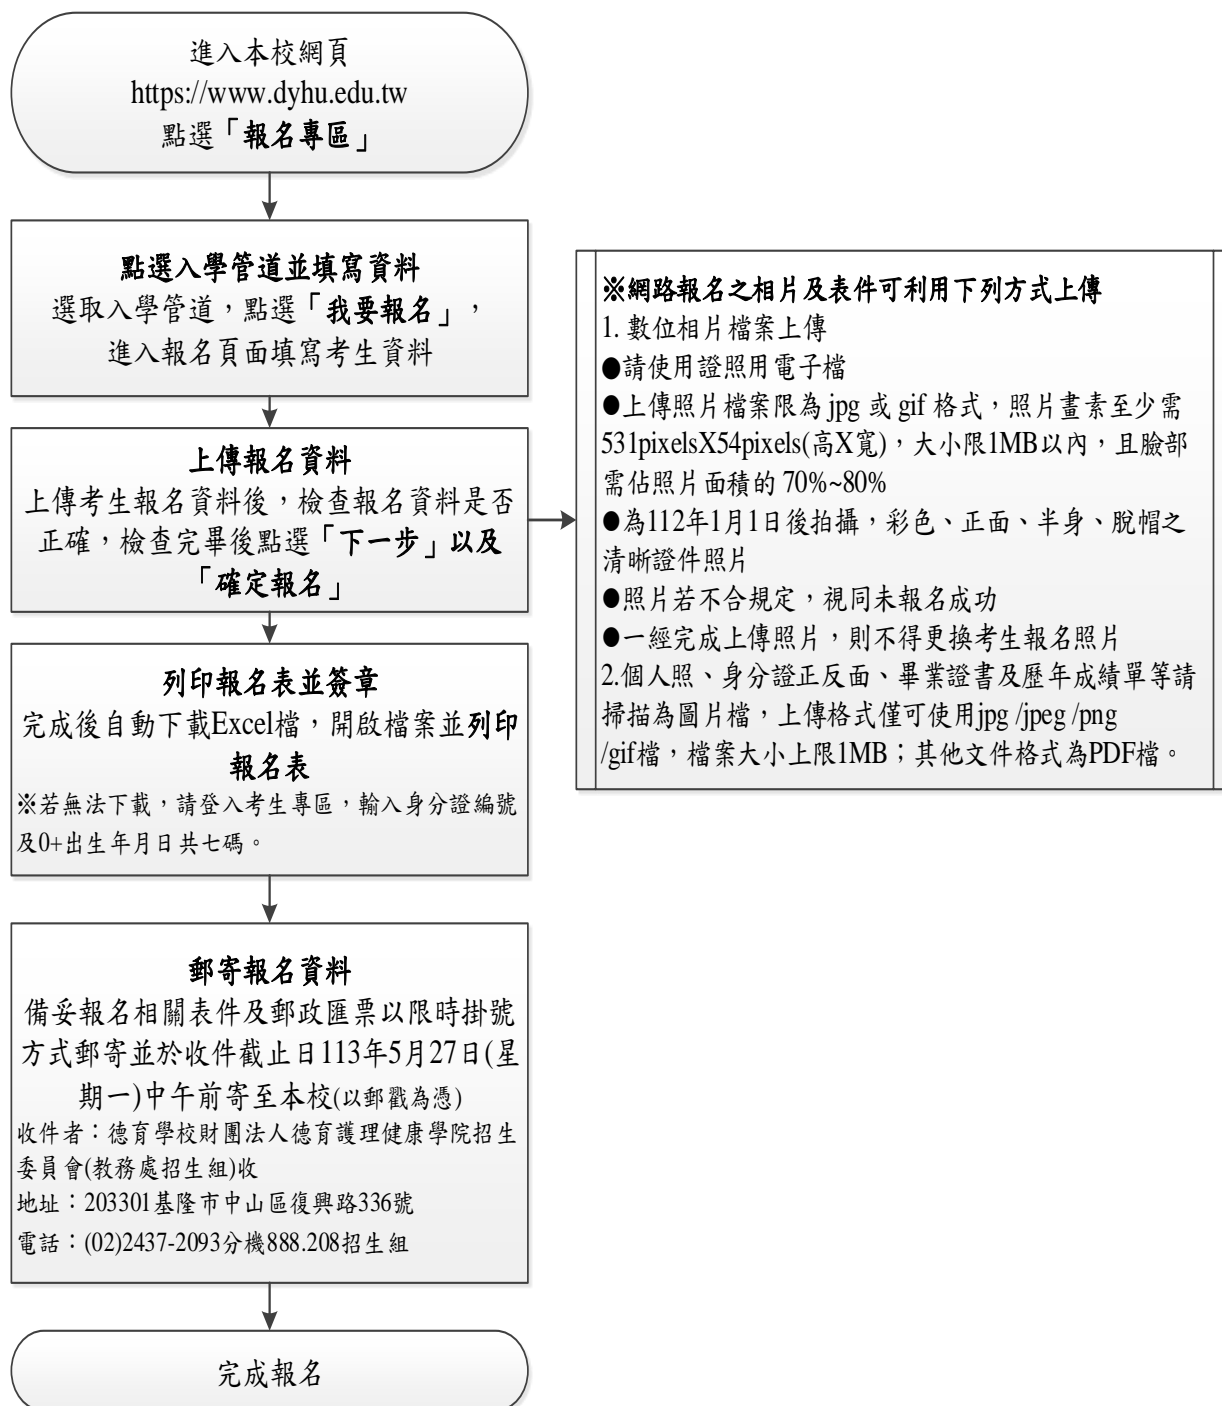 進入本校網頁
https://www.dyhu.edu.tw
點選「報名專區」
點選入學管道並填寫資料
選取入學管道，點選「我要報名」，
進入報名頁面填寫考生資料
上傳報名資料
上傳考生報名資料後，檢查報名資料是否
正確，檢查完畢後點選「下一步」以及
「確定報名」
※網路報名之相片及表件可利用下列方式上傳
1. 數位相片檔案上傳
●請使用證照用電子檔
●上傳照片檔案限為 jpg 或 gif 格式，照片畫素至少需
531pixelsX54pixels(高X寬)，大小限1MB以內，且臉部
需佔照片面積的 70%~80%
●為112年1月1日後拍攝，彩色、正面、半身、脫帽之
清晰證件照片
●照片若不合規定，視同未報名成功
●一經完成上傳照片，則不得更換考生報名照片
2.個人照、身分證正反面、畢業證書及歷年成績單等請
掃描為圖片檔，上傳格式僅可使用jpg /jpeg /png
/gif檔，檔案大小上限1MB；其他文件格式為PDF檔。
列印報名表並簽章
完成後自動下載Excel檔，開啟檔案並列印
報名表
※若無法下載，請登入考生專區，輸入身分證編號
及0+出生年月日共七碼。
郵寄報名資料
備妥報名相關表件及郵政匯票以限時掛號
方式郵寄並於收件截止日113年5月27日(星
期一)中午前寄至本校(以郵戳為憑)
收件者：德育學校財團法人德育護理健康學院招生
委員會(教務處招生組)收
地址：203301基隆市中山區復興路336號
電話：(02)2437-2093分機888.208招生組
完成報名